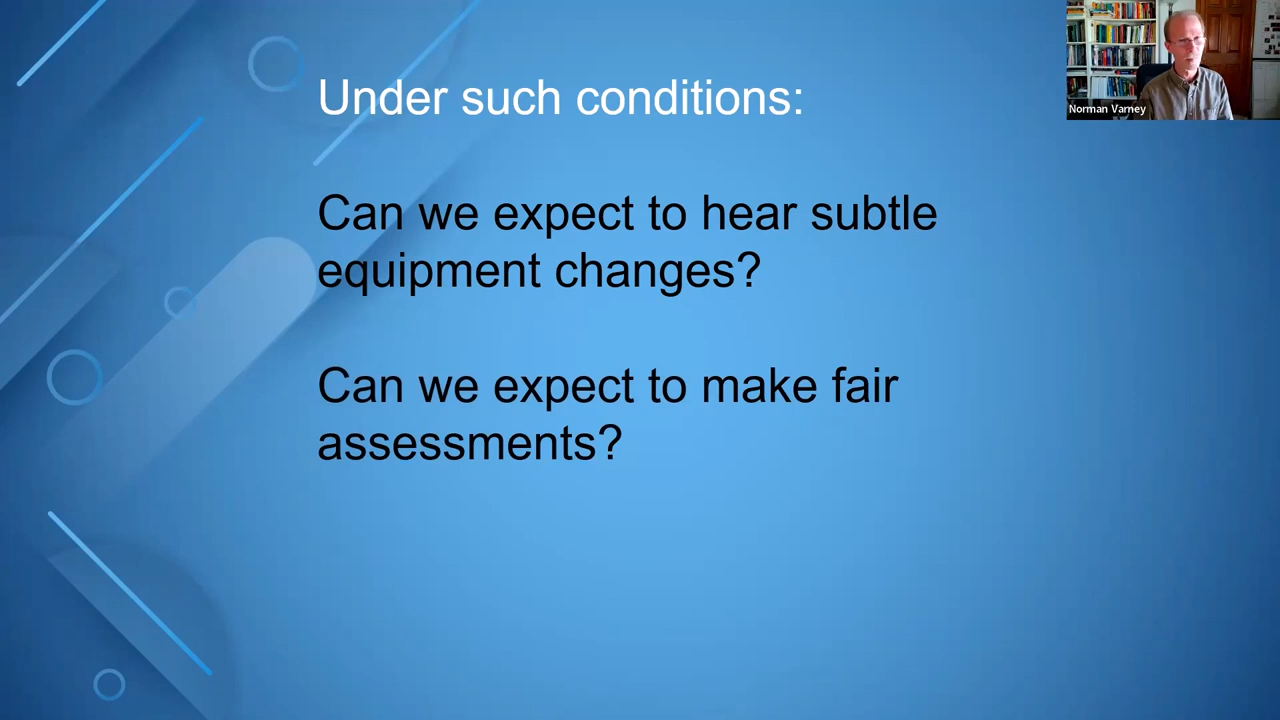 Under such conditions:
Can we expect to hear subtle
equipment changes?
Can we expect to make fair
assessments?
Norman Varney